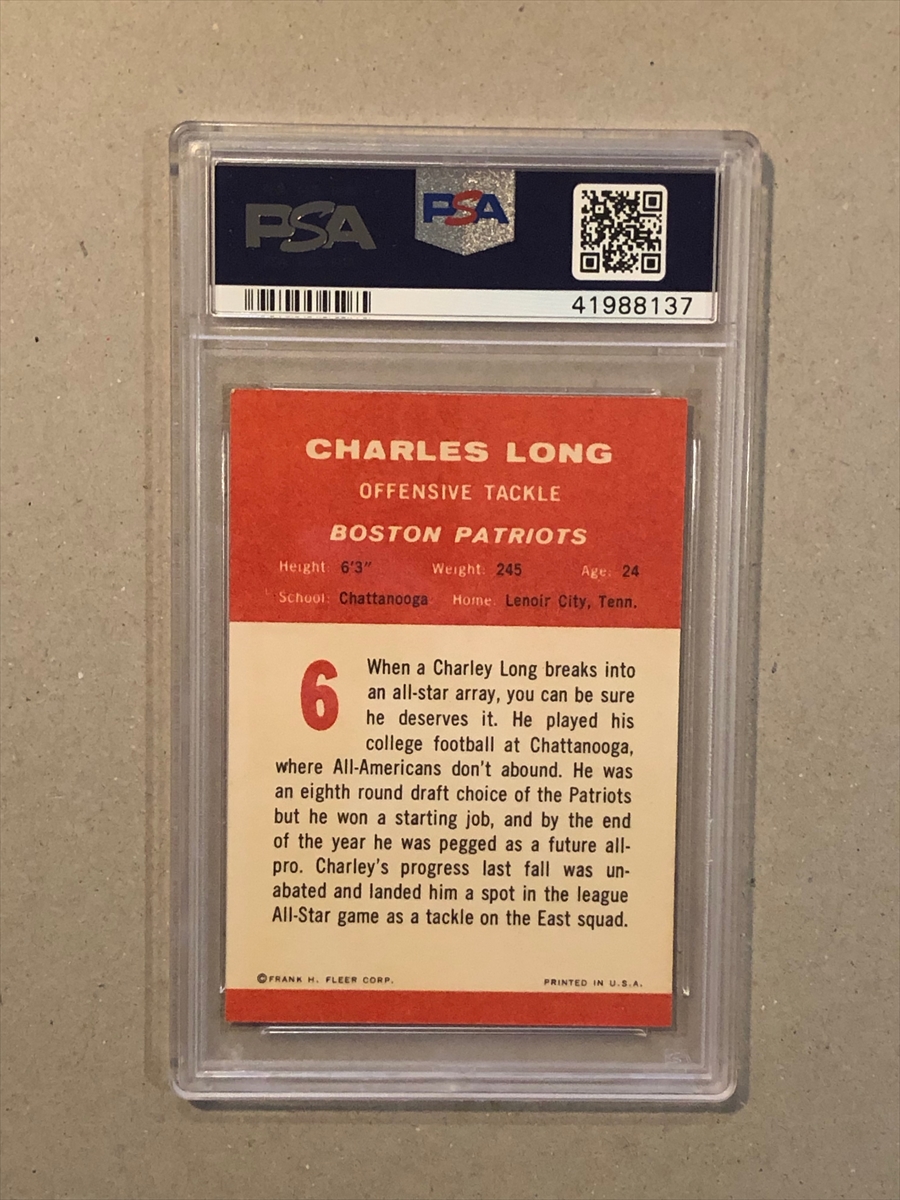 PSA PSA
41988137
CHARLES LONG
OFFENSIVE TACKLE
BOSTON PATRIOTS
Height: 6'3" Weight: 245 Age: 24
School: Chattanooga Home: Lenoir City, Tenn.
6
When a Charley Long breaks into
an all-star array, you can be sure
he deserves it. He played his
college football at Chattanooga,
where All-Americans don't abound. He was
an eighth round draft choice of the Patriots
but he won a starting job, and by the end
of the year he was pegged as a future all-
pro. Charley's progress last fall was un-
abated and landed him a spot in the league
All-Star game as a tackle on the East squad.
©FRANK H. FLEER CORP. PRINTED IN U.S.A.